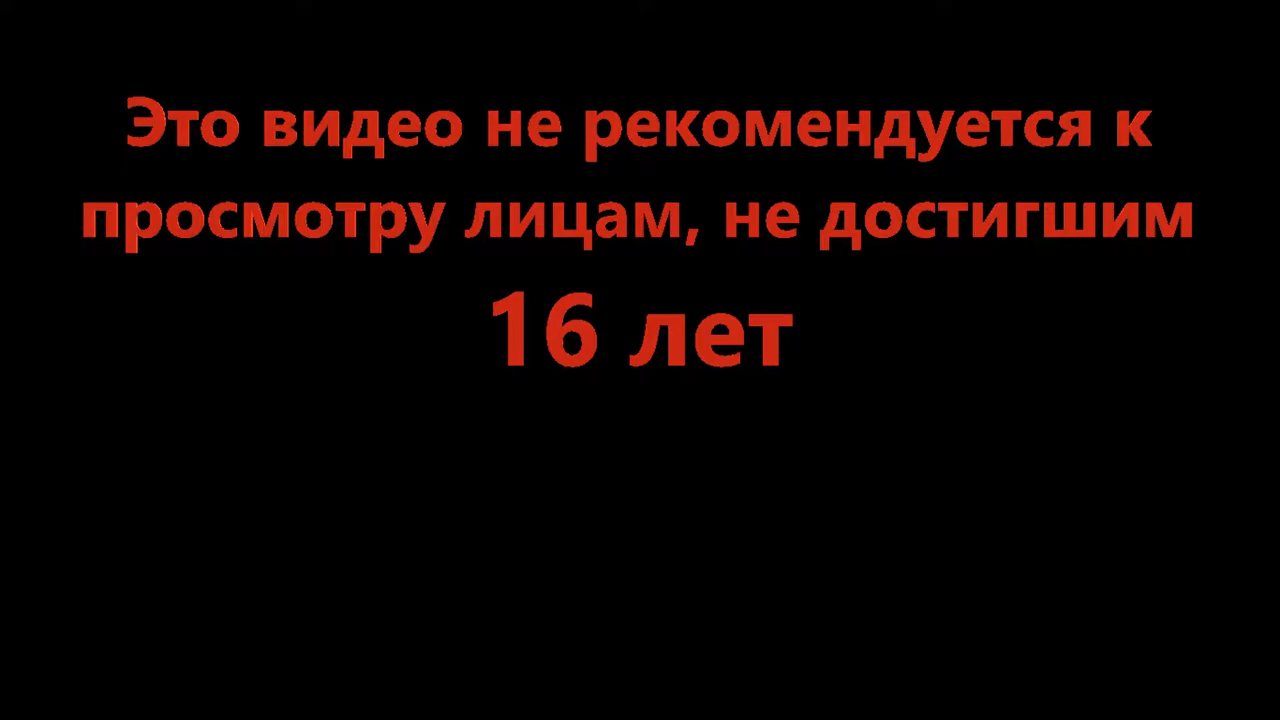 Это видео не рекомендуется к
просмотру лицам, не достигшим
16 лет